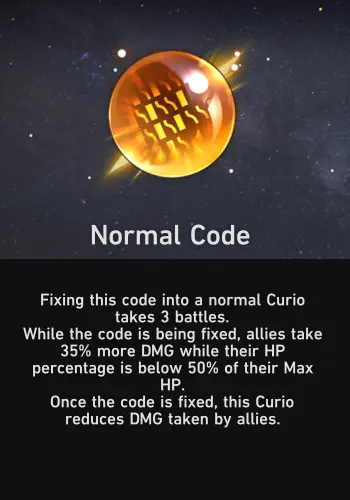 Normal Code
Fixing this code into a normal Curio
takes 3 battles.
While the code is being fixed, allies take
35% more DMG while their HP
percentage is below 50% of their Max
HP.
Once the code is fixed, this Curio
reduces DMG taken by allies.